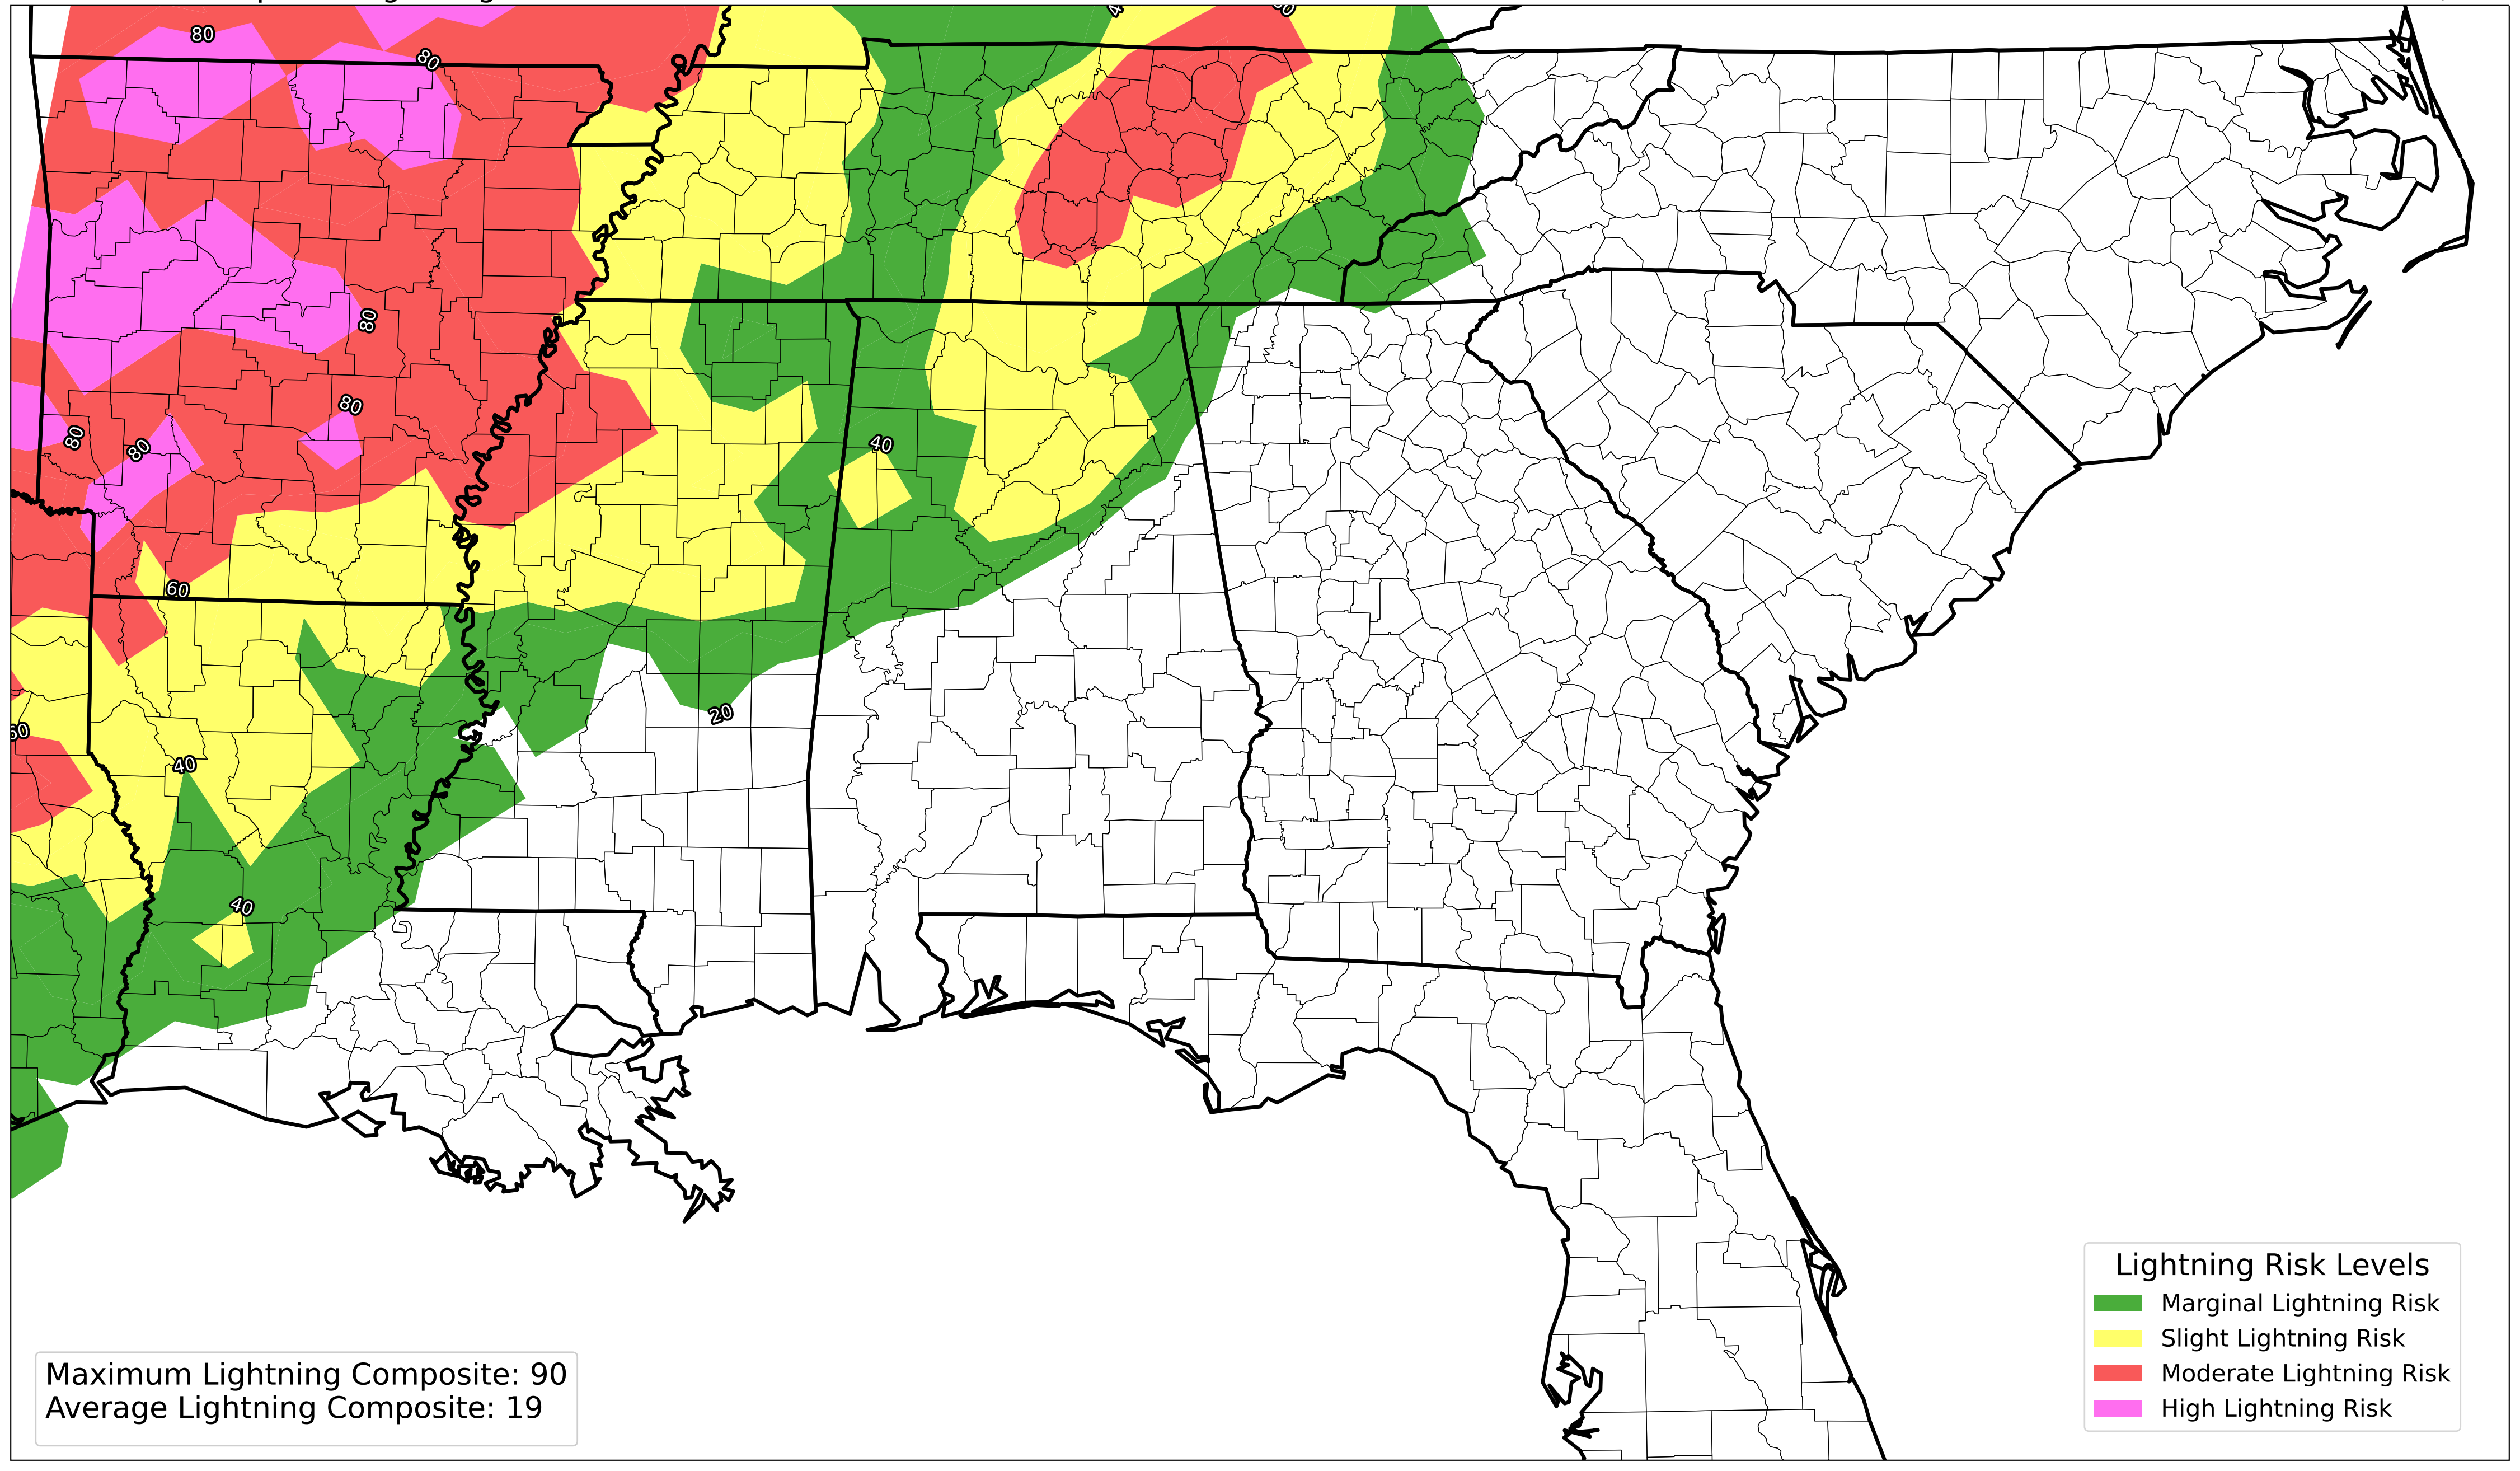 80
80
80
80
80
80
40
60
20
40
40
Lightning Risk Levels
Marginal Lightning Risk
Slight Lightning Risk
Moderate Lightning Risk
High Lightning Risk
Maximum Lightning Composite: 90
Average Lightning Composite: 19